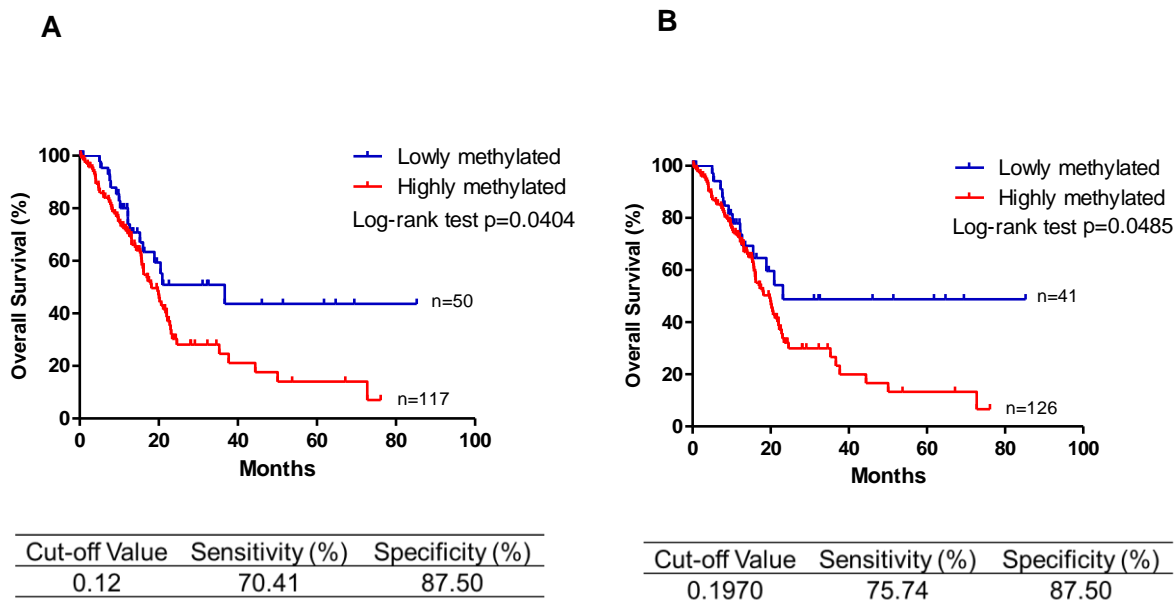 A
Overall Survival (%)
100
80
60
40
20
0
Lowly methylated
Highly methylated
Log-rank test p=0.0404
n=50
n=117
0 20 40 60 80 100
Months
Cut-off Value Sensitivity (%) Specificity (%)
0.12 70.41 87.50
B
Overall Survival (%)
100
80
60
40
20
0
Lowly methylated
Highly methylated
Log-rank test p=0.0485
n=41
n=126
0 20 40 60 80 100
Months
Cut-off Value Sensitivity (%) Specificity (%)
0.1970 75.74 87.50